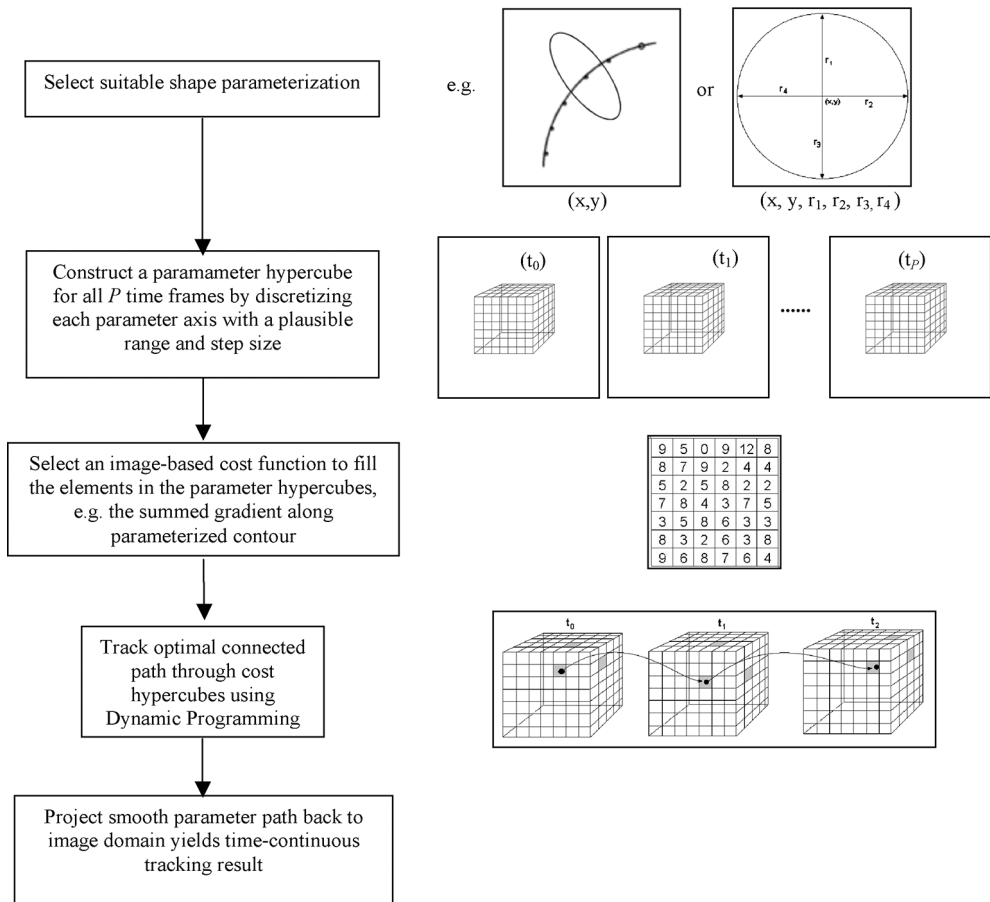 Select suitable shape parameterization
e.g.
r₁
r₄
(x,y)
r₂
r₃
or
(x,y)
(x, y, r₁, r₂, r₃, r₄)
Construct a paramameter hypercube
for all P time frames by discretizing
each parameter axis with a plausible
range and step size
(t₀)
(t₁)
......
(t_P)
Select an image-based cost function to fill
the elements in the parameter hypercubes,
e.g. the summed gradient along
parameterized contour
9 5 0 9 12 8
8 7 9 2 4 4
5 2 5 8 2 2
7 8 4 3 7 5
3 5 8 6 3 3
8 3 2 6 3 8
9 6 8 7 6 4
Track optimal connected
path through cost
hypercubes using
Dynamic Programming
t₀
t₁
t₂
Project smooth parameter path back to
image domain yields time-continuous
tracking result